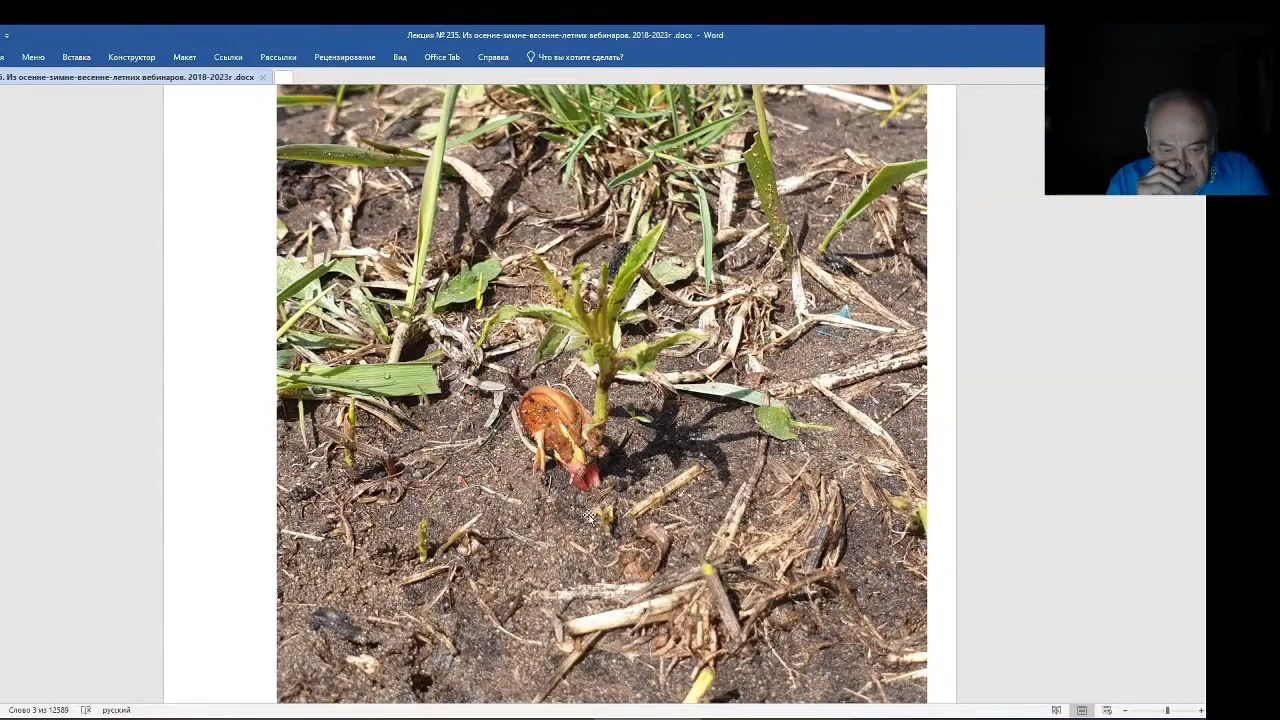 Лекция № 235. Из осенне-зимне-весенне-летних вебинаров. 2018-2023г .docx - Word
Меню Вставка Конструктор Макет Ссылки Рассылки Рецензирование Вид Office Tab Справка Что вы хотите сделать?
5. Из осенне-зимне-весенне-летних вебинаров. 2018-2023г .docx
Слово 3 из 12589 русский